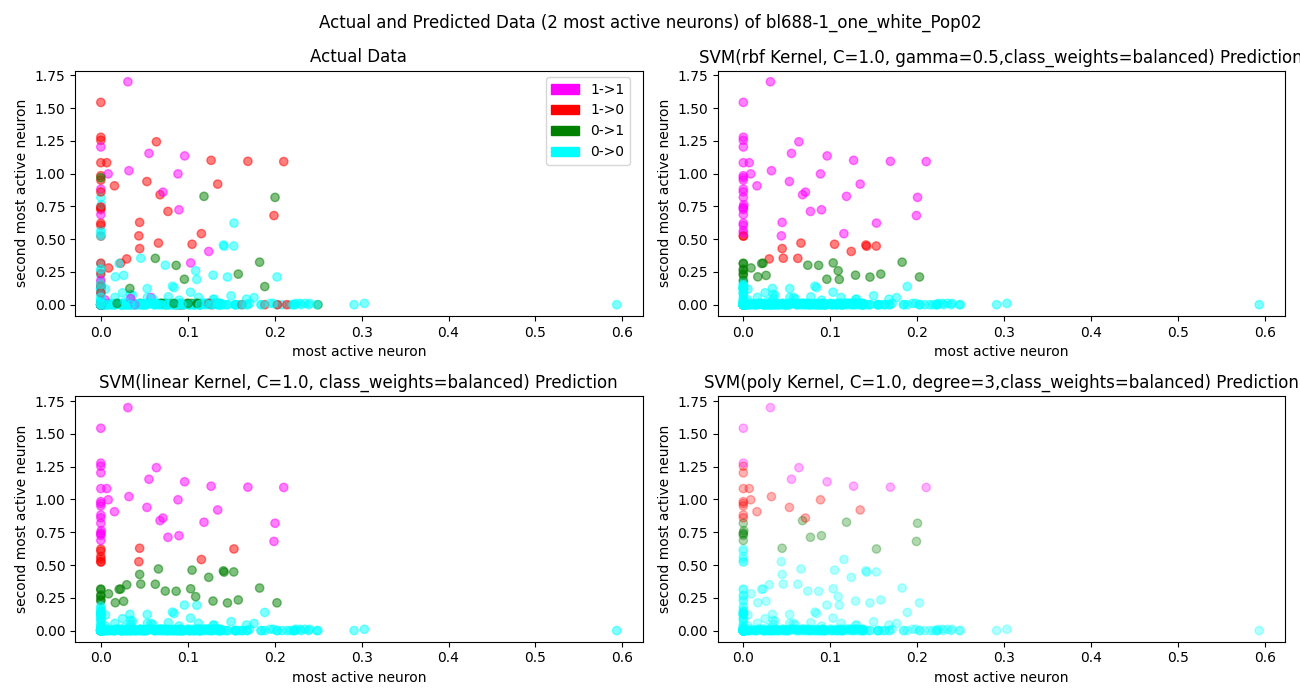 Actual and Predicted Data (2 most active neurons) of bl688-1_one_white_Pop02
Actual Data
1.75
1.50
1.25
1.00
0.75
0.50
0.25
0.00
second most active neuron
0.0 0.1 0.2 0.3 0.4 0.5 0.6
most active neuron
1->1
1->0
0->1
0->0
SVM(rbf Kernel, C=1.0, gamma=0.5,class_weights=balanced) Prediction
1.75
1.50
1.25
1.00
0.75
0.50
0.25
0.00
second most active neuron
0.0 0.1 0.2 0.3 0.4 0.5 0.6
most active neuron
SVM(linear Kernel, C=1.0, class_weights=balanced) Prediction
1.75
1.50
1.25
1.00
0.75
0.50
0.25
0.00
second most active neuron
0.0 0.1 0.2 0.3 0.4 0.5 0.6
most active neuron
SVM(poly Kernel, C=1.0, degree=3,class_weights=balanced) Prediction
1.75
1.50
1.25
1.00
0.75
0.50
0.25
0.00
second most active neuron
0.0 0.1 0.2 0.3 0.4 0.5 0.6
most active neuron